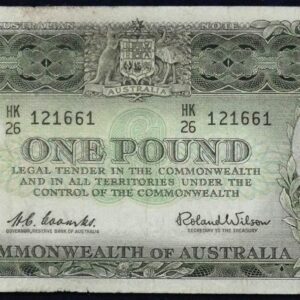 AUSTRALIA
HK 26 121661 HK 26 121661
ONE POUND
LEGAL TENDER IN THE COMMONWEALTH
AND IN ALL TERRITORIES UNDER THE
CONTROL OF THE COMMONWEALTH
H.C. Coombs. Roland Wilson
GOVERNOR, RESERVE BANK OF AUSTRALIA SECRETARY TO THE TREASURY
OMMONWEALTH OF AUSTRALIA